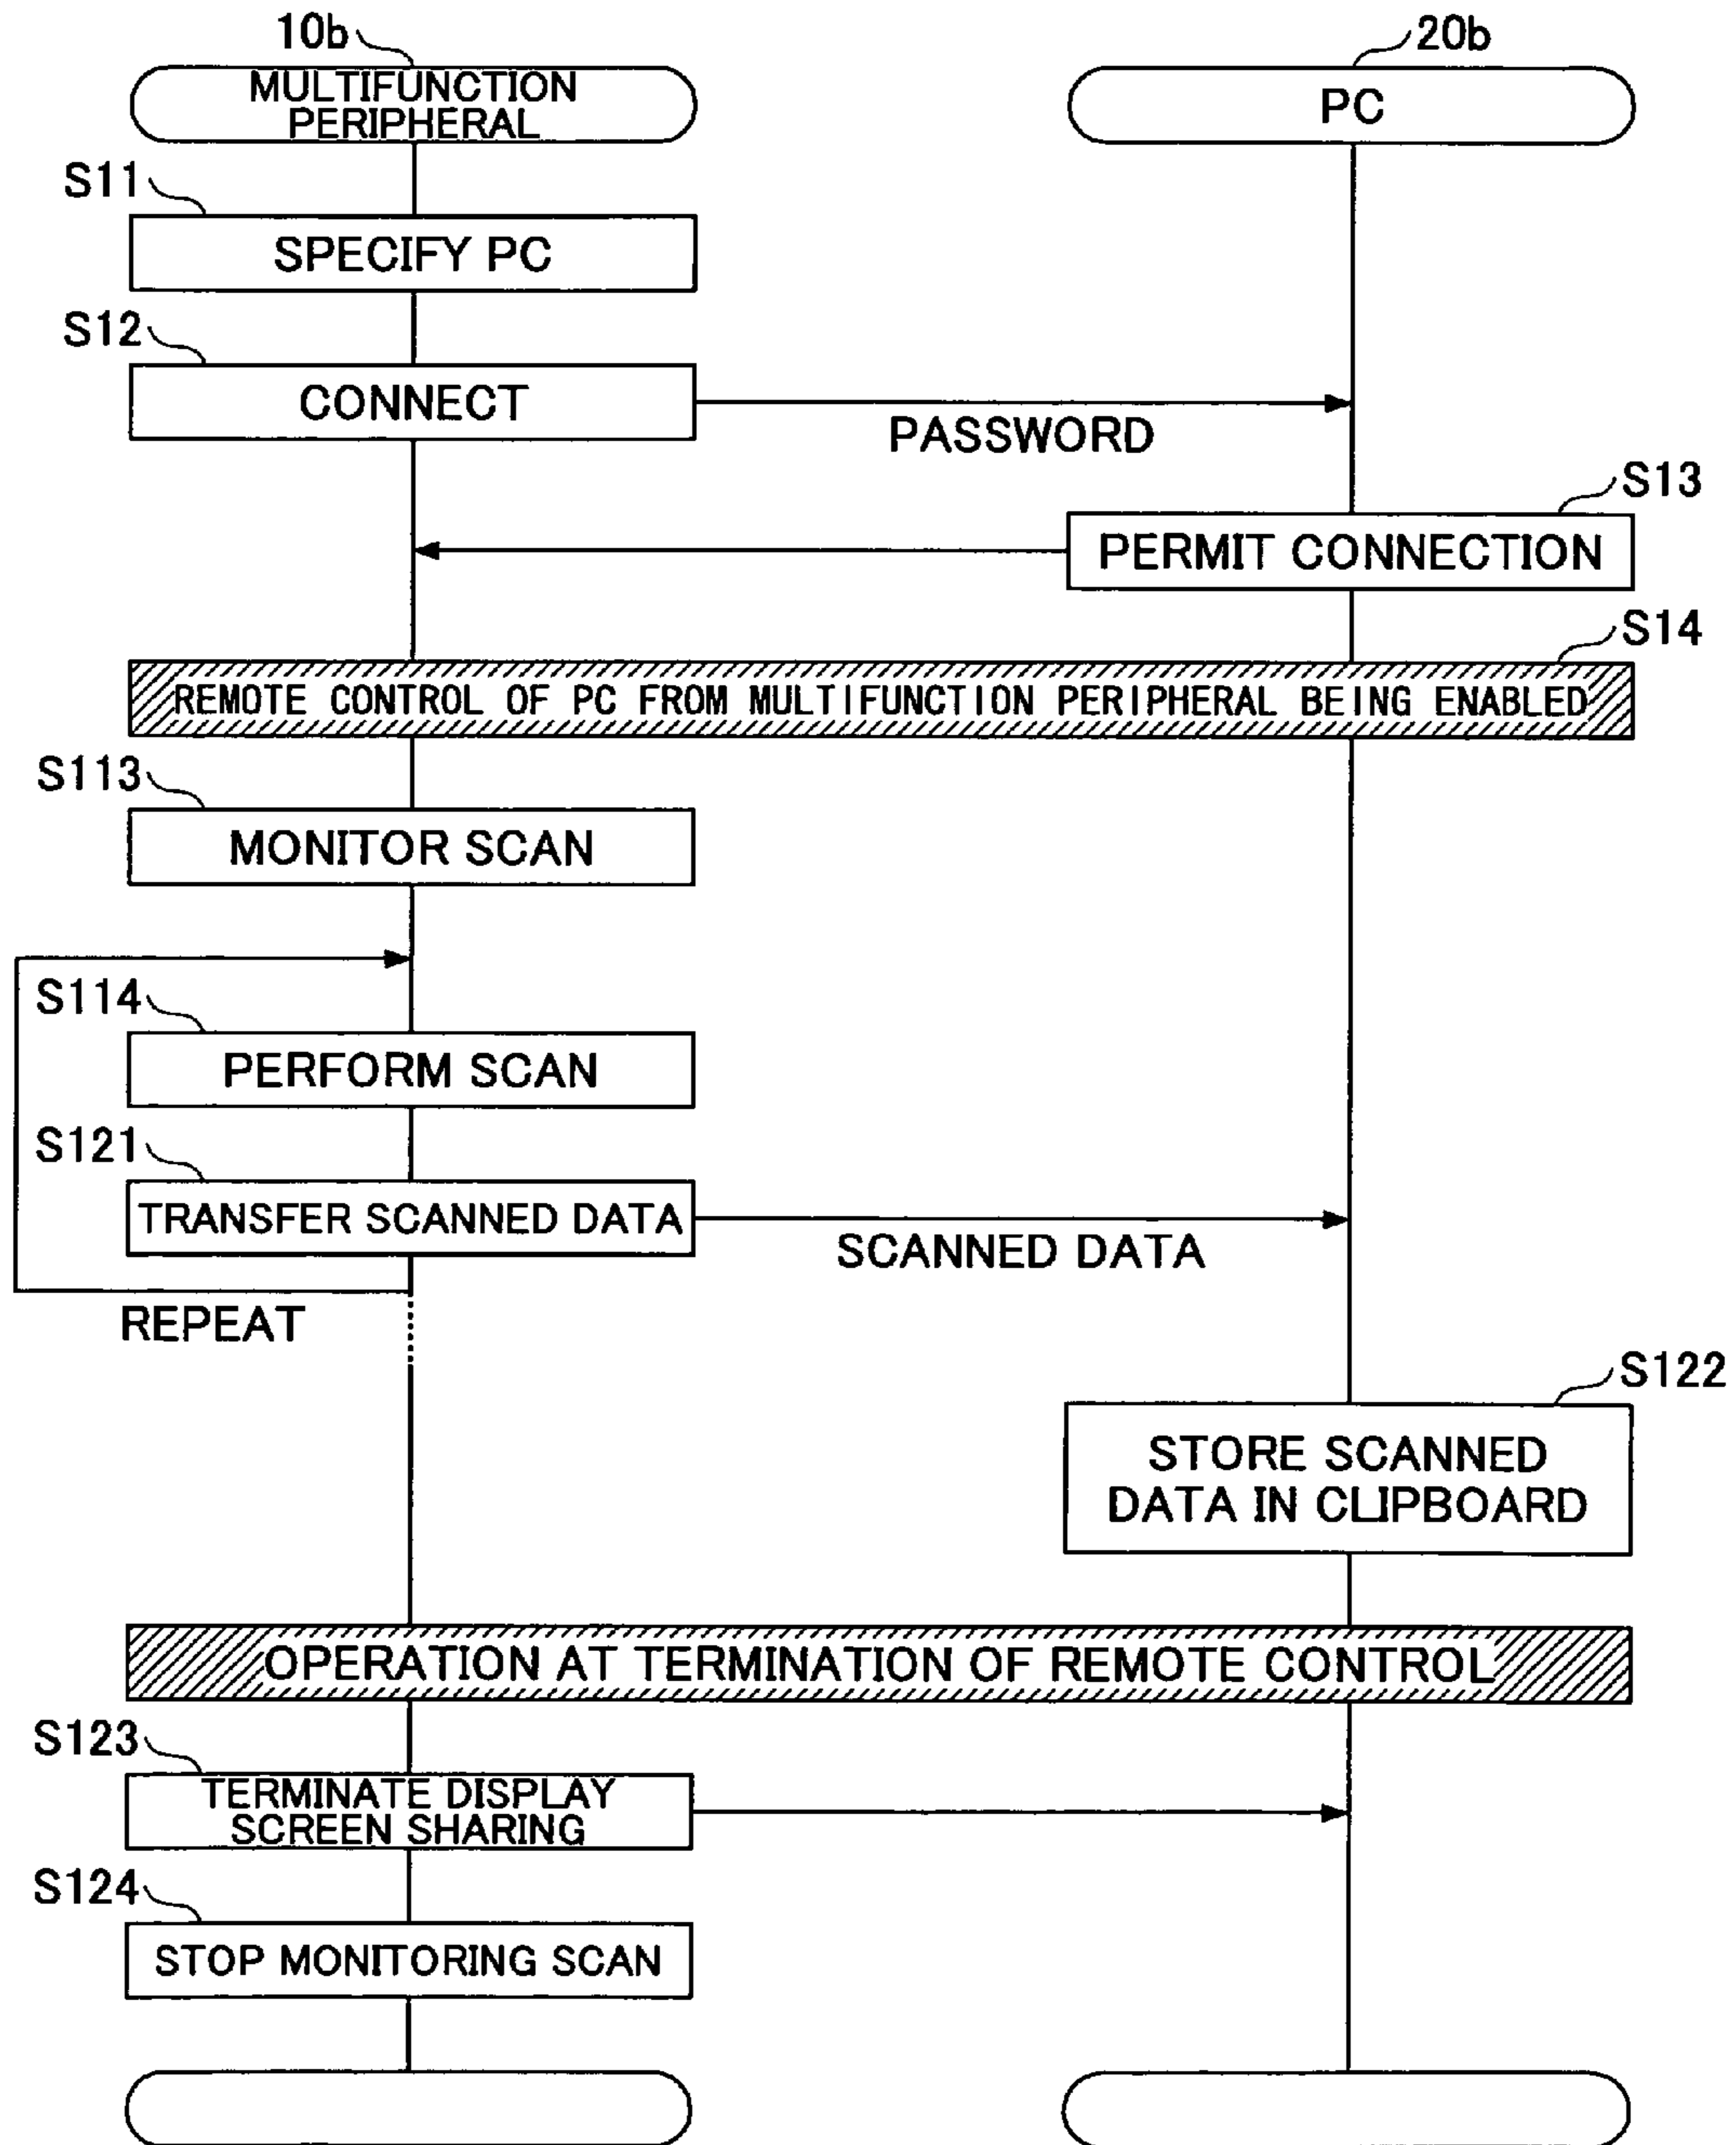 10b
20b
MULTIFUNCTION
PERIPHERAL
PC
S11
SPECIFY PC
S12
CONNECT
PASSWORD
S13
PERMIT CONNECTION
S14
REMOTE CONTROL OF PC FROM MULTIFUNCTION PERIPHERAL BEING ENABLED
S113
MONITOR SCAN
S114
PERFORM SCAN
S121
TRANSFER SCANNED DATA
SCANNED DATA
REPEAT
S122
STORE SCANNED
DATA IN CLIPBOARD
OPERATION AT TERMINATION OF REMOTE CONTROL
S123
TERMINATE DISPLAY
SCREEN SHARING
S124
STOP MONITORING SCAN